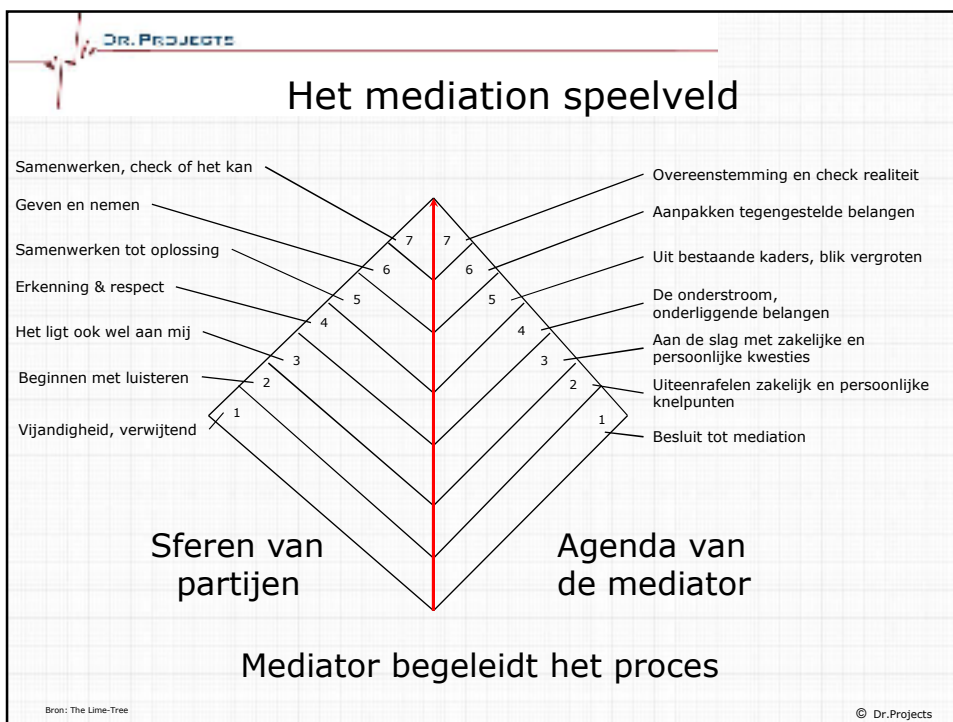 DR. PROJECTS
Het mediation speelveld
Samenwerken, check of het kan
Geven en nemen
Samenwerken tot oplossing
Erkenning & respect
Het ligt ook wel aan mij
Beginnen met luisteren
Vijandigheid, verwijtend
7
6
5
4
3
2
1
7
6
5
4
3
2
1
Overeenstemming en check realiteit
Aanpakken tegengestelde belangen
Uit bestaande kaders, blik vergroten
De onderstroom,
onderliggende belangen
Aan de slag met zakelijke en
persoonlijke kwesties
Uiteenrafelen zakelijk en persoonlijke
knelpunten
Besluit tot mediation
Sferen van
partijen
Agenda van
de mediator
Mediator begeleidt het proces
Bron: The Lime-Tree
© Dr.Projects